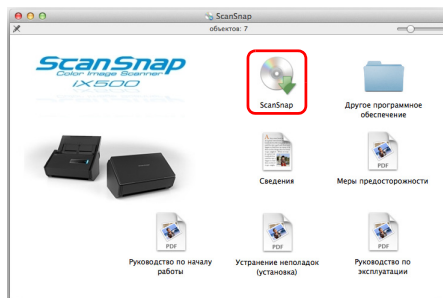 ScanSnap
объектов: 7
ScanSnap
Color Image Scanner
iX500
ScanSnap
Другое программное
обеспечение
Сведения
PDF
Меры предосторожности
PDF
Руководство по началу
работы
PDF
Устранение неполадок
(установка)
PDF
Руководство по
эксплуатации